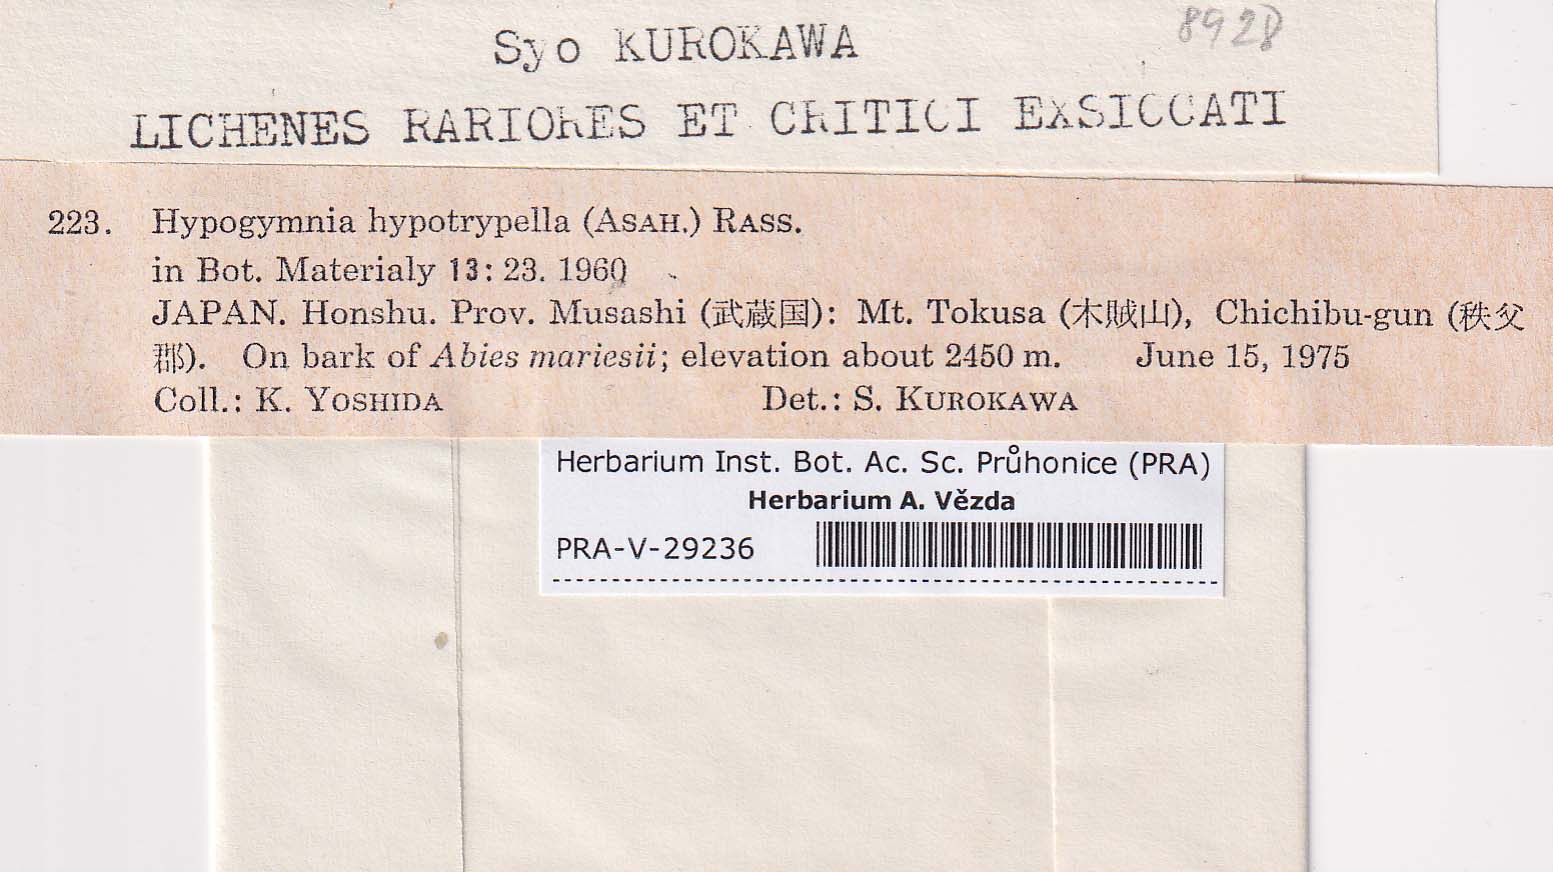 8928
Syo KUROKAWA
LICHENES RARIORES ET CRITICI EXSICCATI
223. Hypogymnia hypotrypella (ASAH.) RASS.
in Bot. Materialy 13: 23. 1960
JAPAN. Honshu. Prov. Musashi (武蔵国): Mt. Tokusa (木賊山), Chichibu-gun (秩父
郡). On bark of Abies mariesii; elevation about 2450 m. June 15, 1975
Coll.: K. YOSHIDA Det.: S. KUROKAWA
Herbarium Inst. Bot. Ac. Sc. Průhonice (PRA)
Herbarium A. Vězda
PRA-V-29236